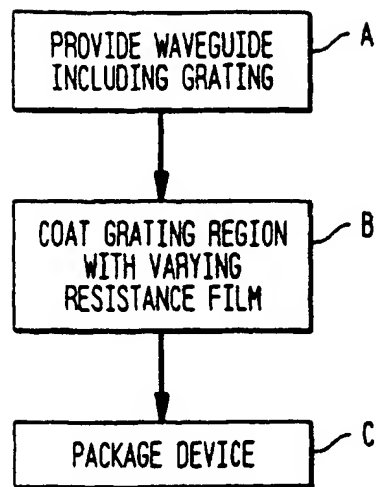 PROVIDE WAVEGUIDE
INCLUDING GRATING
A
COAT GRATING REGION
WITH VARYING
RESISTANCE FILM
B
PACKAGE DEVICE
C